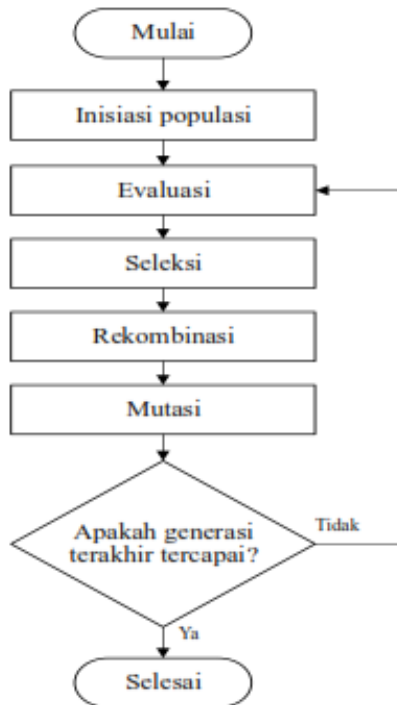 Mulai
Inisiasi populasi
Evaluasi
Seleksi
Rekombinasi
Mutasi
Apakah generasi
terakhir tercapai?
Tidak
Ya
Selesai